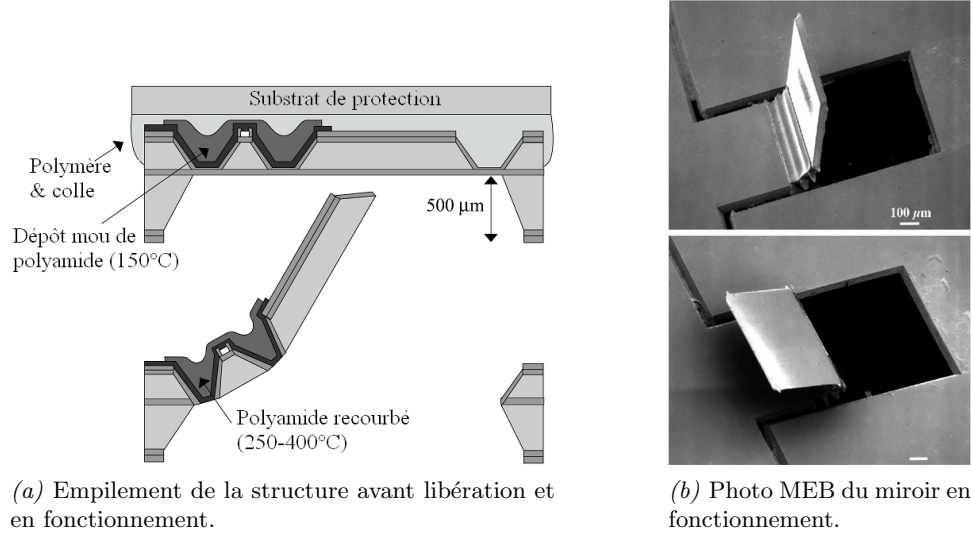 Substrat de protection
Polymère
& colle
500 µm
Dépôt mou de
polyamide (150°C)
Polyamide recourbé
(250-400°C)
100 µm
(a) Empilement de la structure avant libération et
en fonctionnement.
(b) Photo MEB du miroir en
fonctionnement.